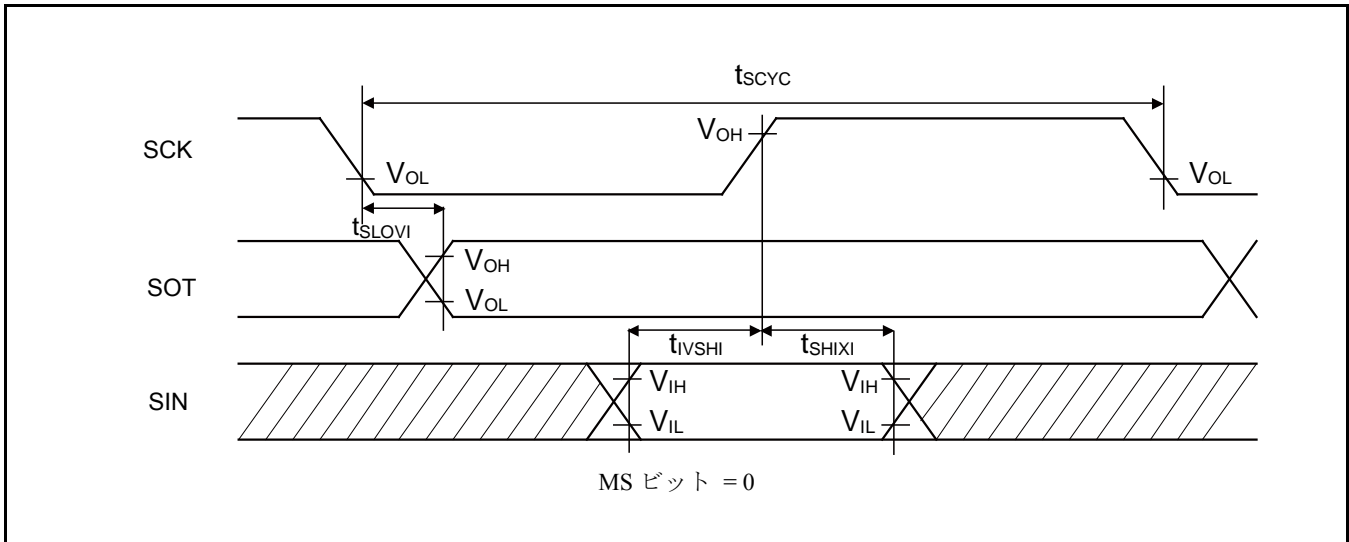 tSCYC
SCK
VOH
VOL
VOL
tSLOVI
SOT
VOH
VOL
tIVSHI
tSHIXI
SIN
VIH
VIH
VIL
VIL
MS ビット = 0